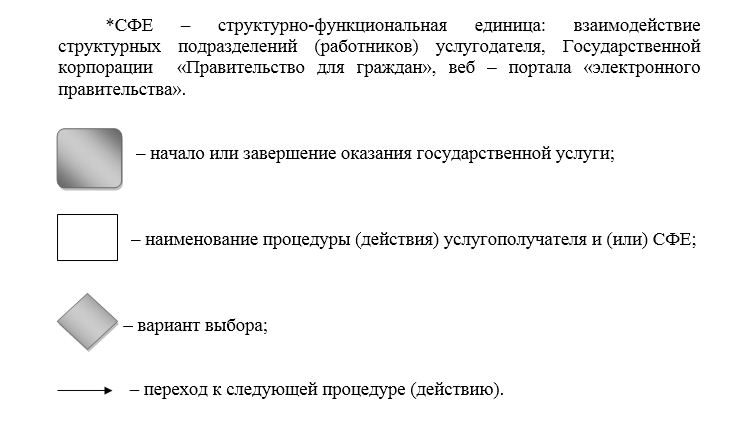 *СФЕ – структурно-функциональная единица: взаимодействие
структурных подразделений (работников) услугодателя, Государственной
корпорации «Правительство для граждан», веб – портала «электронного
правительства».
– начало или завершение оказания государственной услуги;
– наименование процедуры (действия) услугополучателя и (или) СФЕ;
– вариант выбора;
– переход к следующей процедуре (действию).